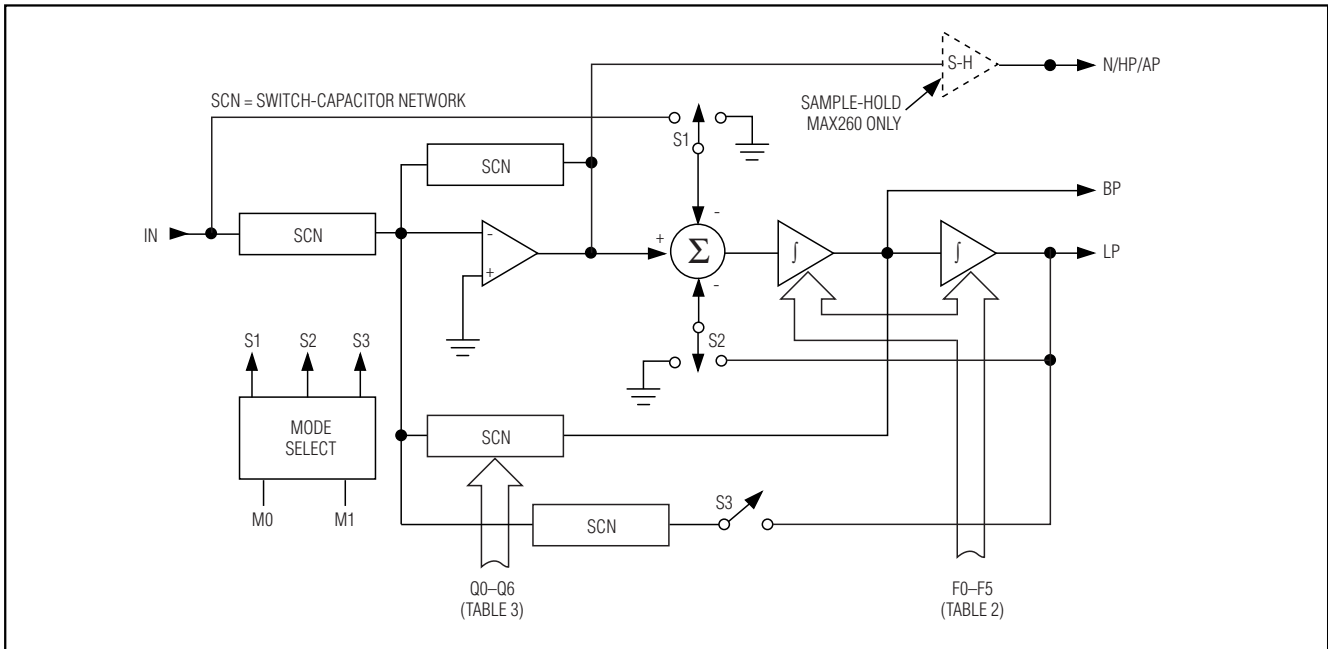 S-H
N/HP/AP
SCN = SWITCH-CAPACITOR NETWORK
SAMPLE-HOLD
MAX260 ONLY
S1
-
SCN
BP
IN
SCN
-
+
+
Σ
∫
∫
LP
-
S1
S2
S3
S2
MODE
SELECT
SCN
M0
M1
SCN
S3
Q0–Q6
(TABLE 3)
F0–F5
(TABLE 2)